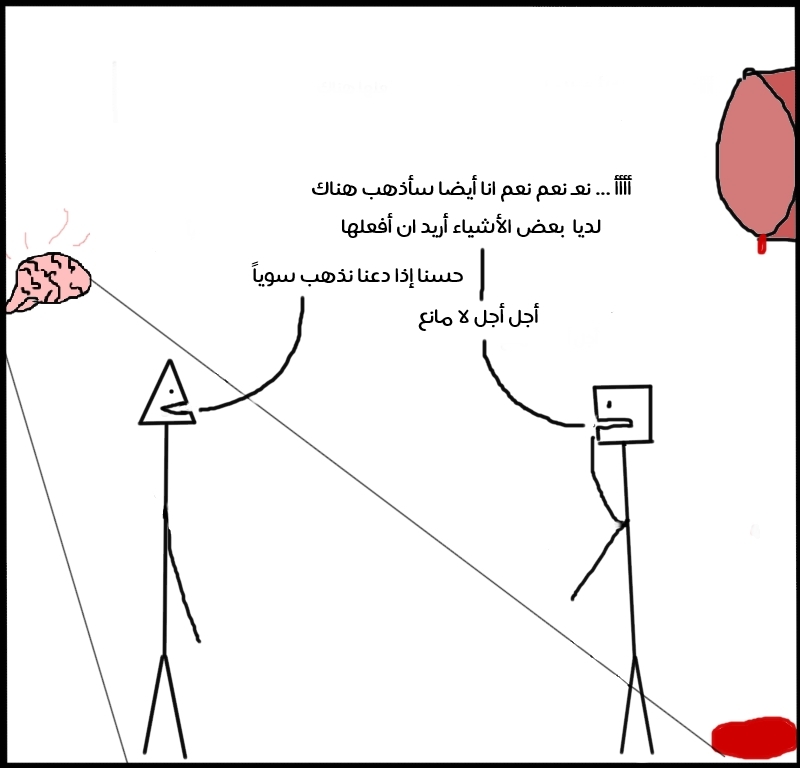 أأأأ ... نعـ نعم نعم انا أيضا سأذهب هناك
لديا بعض الأشياء أريد ان أفعلها
حسنا إذا دعنا نذهب سوياً
أجل أجل لا مانع